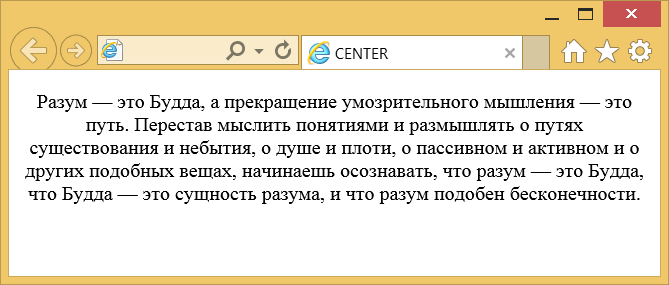 CENTER
Разум — это Будда, а прекращение умозрительного мышления — это
путь. Перестав мыслить понятиями и размышлять о путях
существования и небытия, о душе и плоти, о пассивном и активном и о
других подобных вещах, начинаешь осознавать, что разум — это Будда,
что Будда — это сущность разума, и что разум подобен бесконечности.